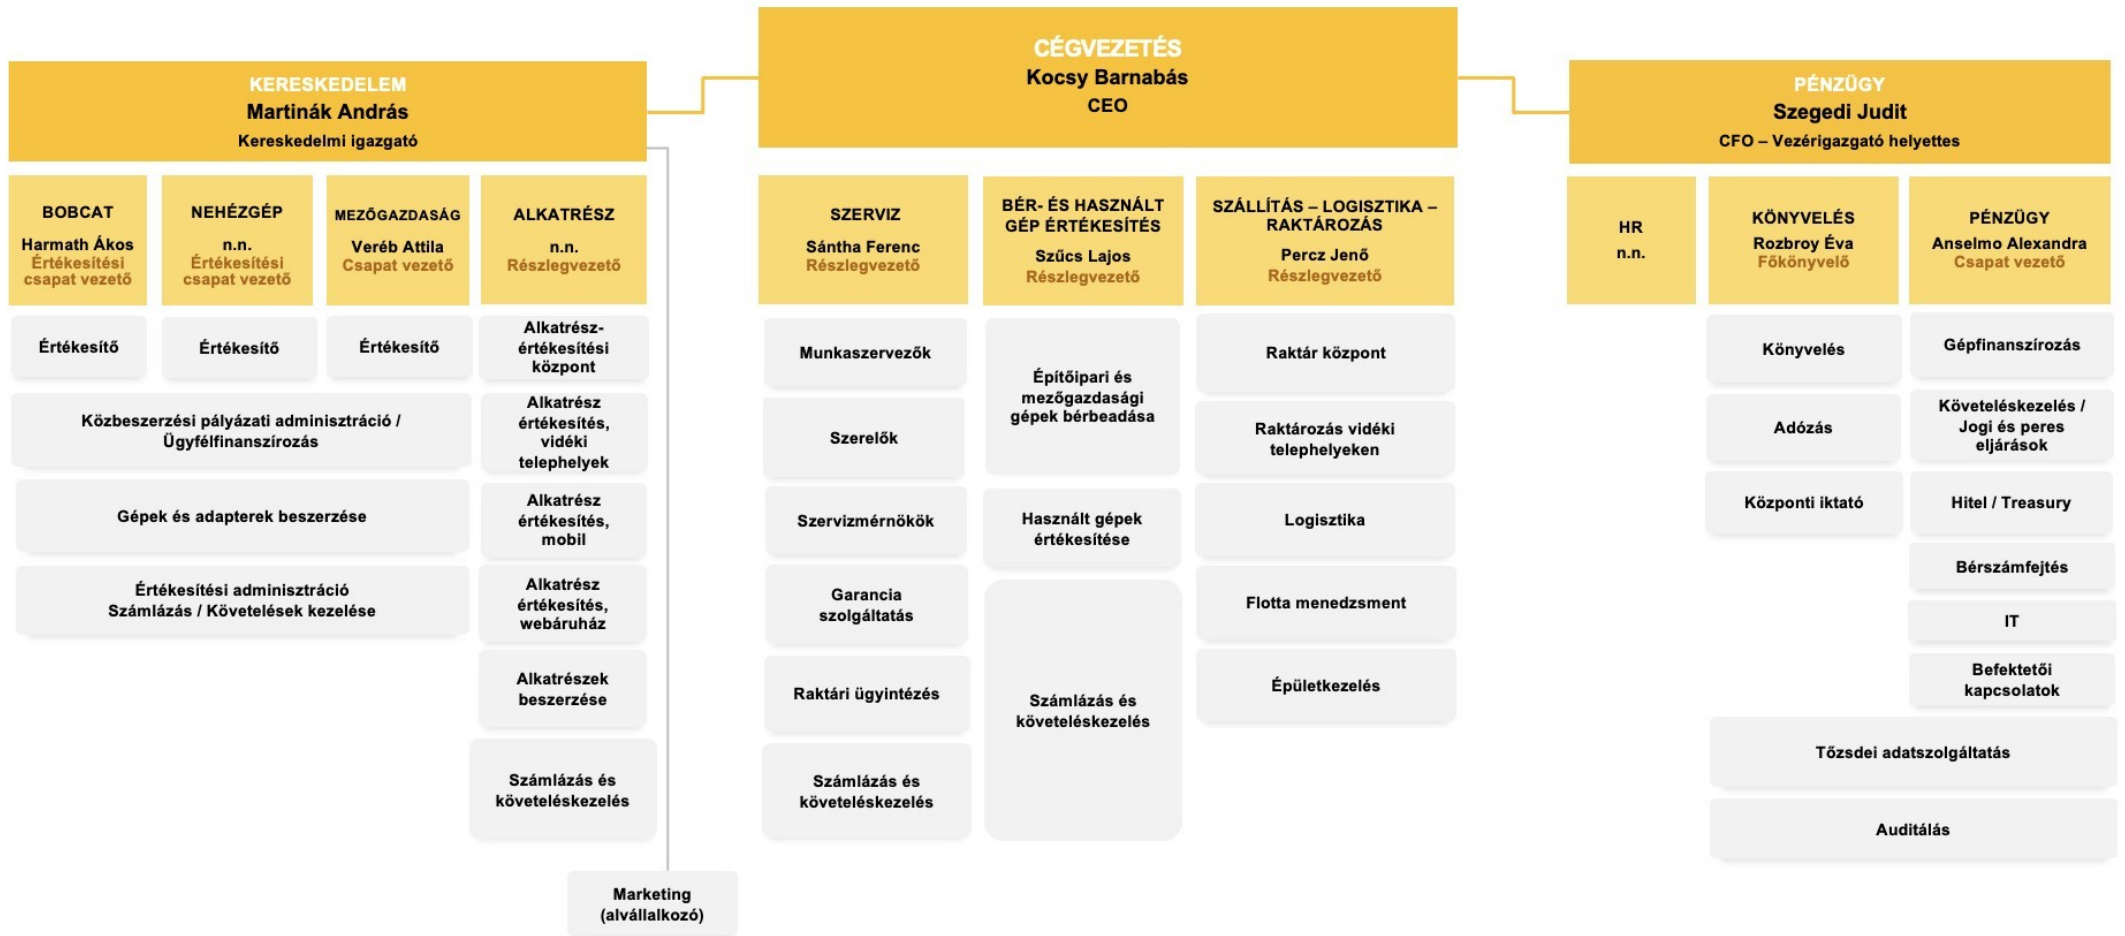 CÉGVEZETÉS
Kocsy Barnabás
CEO
KERESKEDELEM
Martinák András
Kereskedelmi igazgató
PÉNZÜGY
Szegedi Judit
CFO – Vezérigazgató helyettes
BOBCAT
Harmath Ákos
Értékesítési
csapat vezető
Értékesítő
NEHÉZGÉP
n.n.
Értékesítési
csapat vezető
Értékesítő
MEZŐGAZDASÁG
Veréb Attila
Csapat vezető
Értékesítő
Közbeszerzési pályázati adminisztráció /
Ügyfélfinanszírozás
Gépek és adapterek beszerzése
Értékesítési adminisztráció
Számlázás / Követelések kezelése
ALKATRÉSZ
n.n.
Részlegvezető
Alkatrész-
értékesítési
központ
Alkatrész
értékesítés,
vidéki
telephelyek
Alkatrész
értékesítés,
mobil
Alkatrész
értékesítés,
webáruház
Alkatrészek
beszerzése
Számlázás és
követeléskezelés
Marketing
(alvállalkozó)
SZERVIZ
Sántha Ferenc
Részlegvezető
Munkaszervezők
Szerelők
Szervizmérnökök
Garancia
szolgáltatás
Raktári ügyintézés
Számlázás és
követeléskezelés
BÉR- ÉS HASZNÁLT
GÉP ÉRTÉKESÍTÉS
Szűcs Lajos
Részlegvezető
Építőipari és
mezőgazdasági
gépek bérbeadása
Használt gépek
értékesítése
Számlázás és
követeléskezelés
SZÁLLÍTÁS – LOGISZTIKA –
RAKTÁROZÁS
Percz Jenő
Részlegvezető
Raktár központ
Raktározás vidéki
telephelyeken
Logisztika
Flotta menedzsment
Épületkezelés
HR
n.n.
KÖNYVELÉS
Rozbroy Éva
Főkönyvelő
Könyvelés
Adózás
Központi iktató
PÉNZÜGY
Anselmo Alexandra
Csapat vezető
Gépfinanszírozás
Követeléskezelés /
Jogi és peres
eljárások
Hitel / Treasury
Bérszámfejtés
IT
Befektetői
kapcsolatok
Tőzsdei adatszolgáltatás
Auditálás